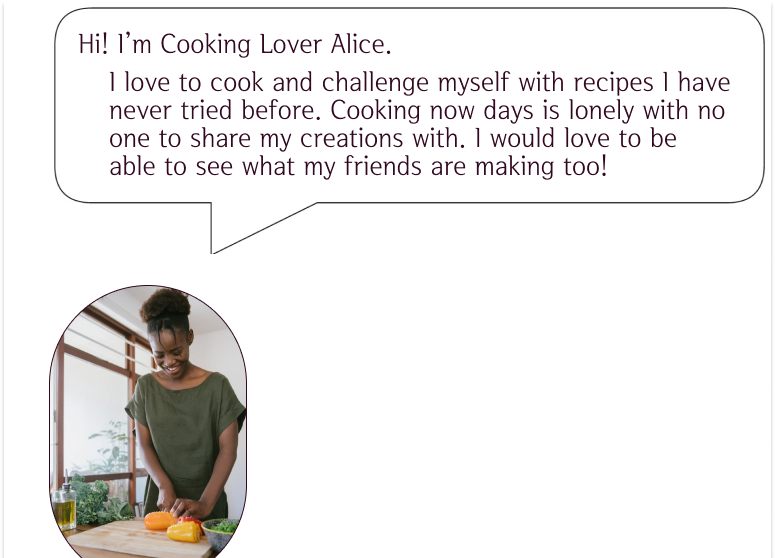 Hi! I'm Cooking Lover Alice.
I love to cook and challenge myself with recipes I have
never tried before. Cooking now days is lonely with no
one to share my creations with. I would love to be
able to see what my friends are making too!